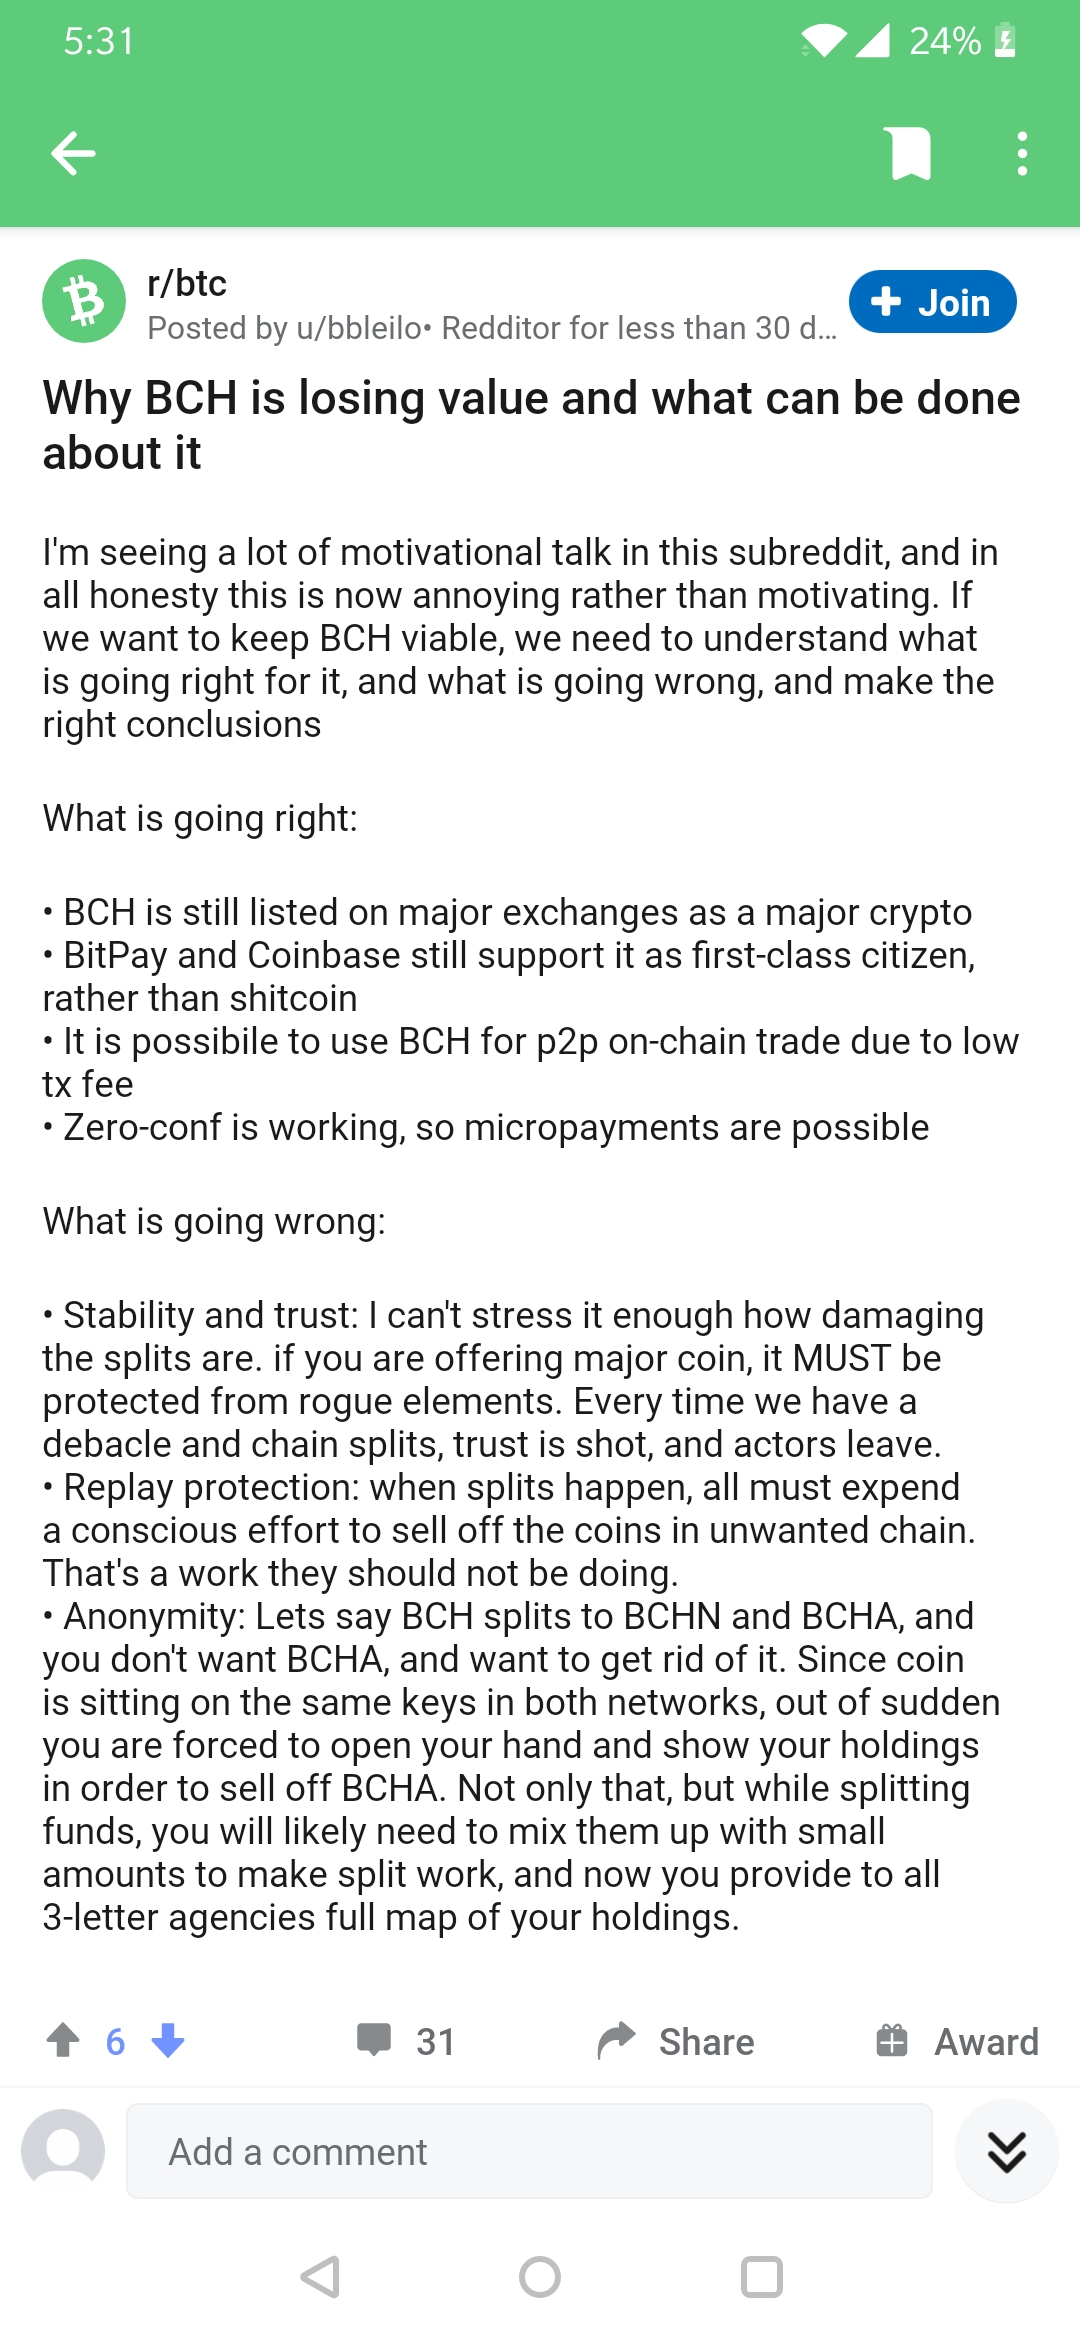 5:31
24%
r/btc
Posted by u/bbleilo• Redditor for less than 30 d...
Join
Why BCH is losing value and what can be done
about it
I'm seeing a lot of motivational talk in this subreddit, and in
all honesty this is now annoying rather than motivating. If
we want to keep BCH viable, we need to understand what
is going right for it, and what is going wrong, and make the
right conclusions
What is going right:
• BCH is still listed on major exchanges as a major crypto
• BitPay and Coinbase still support it as first-class citizen,
rather than shitcoin
• It is possibile to use BCH for p2p on-chain trade due to low
tx fee
• Zero-conf is working, so micropayments are possible
What is going wrong:
• Stability and trust: I can't stress it enough how damaging
the splits are. if you are offering major coin, it MUST be
protected from rogue elements. Every time we have a
debacle and chain splits, trust is shot, and actors leave.
• Replay protection: when splits happen, all must expend
a conscious effort to sell off the coins in unwanted chain.
That's a work they should not be doing.
• Anonymity: Lets say BCH splits to BCHN and BCHA, and
you don't want BCHA, and want to get rid of it. Since coin
is sitting on the same keys in both networks, out of sudden
you are forced to open your hand and show your holdings
in order to sell off BCHA. Not only that, but while splitting
funds, you will likely need to mix them up with small
amounts to make split work, and now you provide to all
3-letter agencies full map of your holdings.
6
31
Share
Award
Add a comment